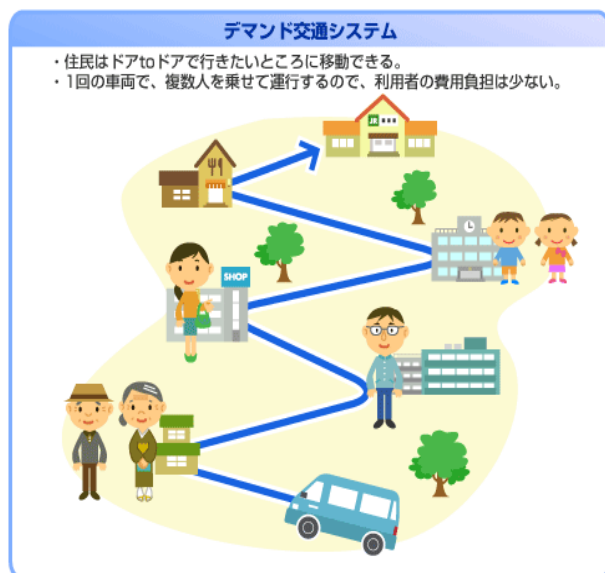 デマンド交通システム
・住民はドアtoドアで行きたいところに移動できる。
・1回の車両で、複数人を乗せて運行するので、利用者の費用負担は少ない。
JR
SHOP